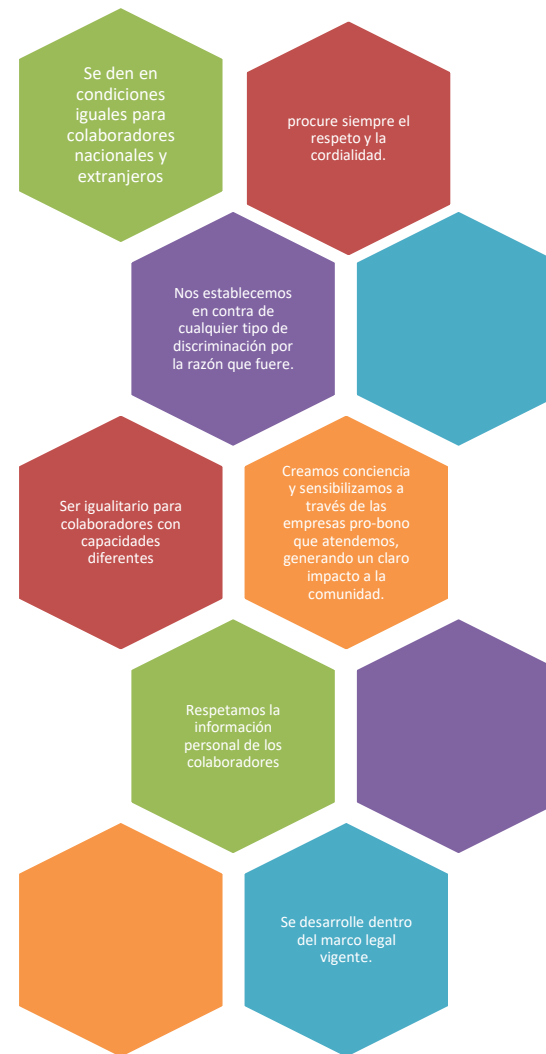 Se den en
condiciones
iguales para
colaboradores
nacionales y
extranjeros
procure siempre el
respeto y la
cordialidad.
Nos establecemos
en contra de
cualquier tipo de
discriminación por
la razón que fuere.
Ser igualitario para
colaboradores con
capacidades
diferentes
Creamos conciencia
y sensibilizamos a
través de las
empresas pro-bono
que atendemos,
generando un claro
impacto a la
comunidad.
Respetamos la
información
personal de los
colaboradores
Se desarrolle dentro
del marco legal
vigente.